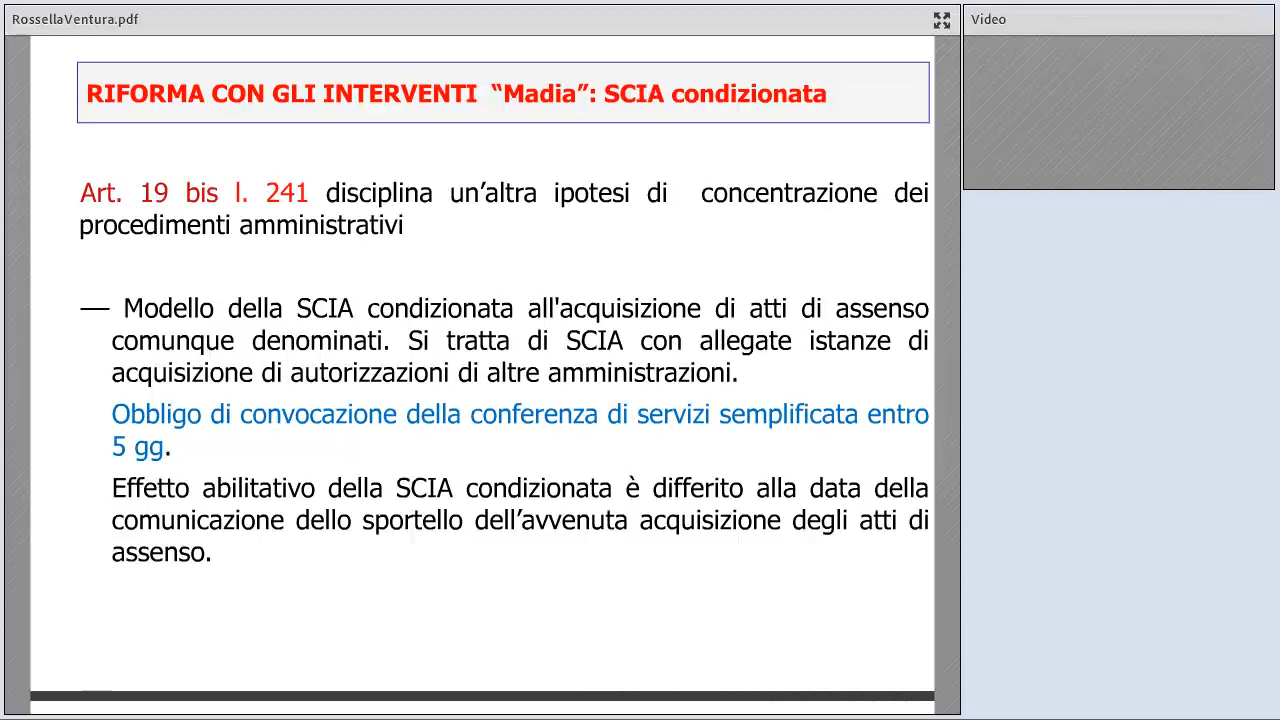 RossellaVentura.pdf
Video
RIFORMA CON GLI INTERVENTI “Madia”: SCIA condizionata
Art. 19 bis l. 241 disciplina un’altra ipotesi di concentrazione dei
procedimenti amministrativi
— Modello della SCIA condizionata all'acquisizione di atti di assenso
comunque denominati. Si tratta di SCIA con allegate istanze di
acquisizione di autorizzazioni di altre amministrazioni.
Obbligo di convocazione della conferenza di servizi semplificata entro
5 gg.
Effetto abilitativo della SCIA condizionata è differito alla data della
comunicazione dello sportello dell’avvenuta acquisizione degli atti di
assenso.